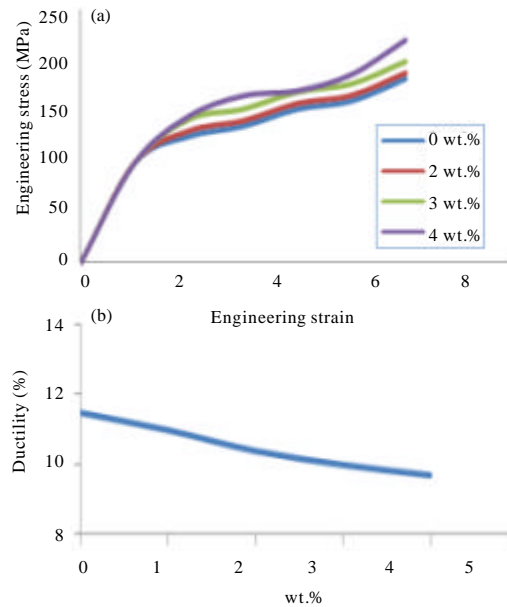 (a)
Engineering stress (MPa)
250
200
150
100
50
0
0 wt.%
2 wt.%
3 wt.%
4 wt.%
0 2 4 6 8
Engineering strain
(b)
Ductility (%)
14
12
10
8
0 1 2 3 4 5
wt.%